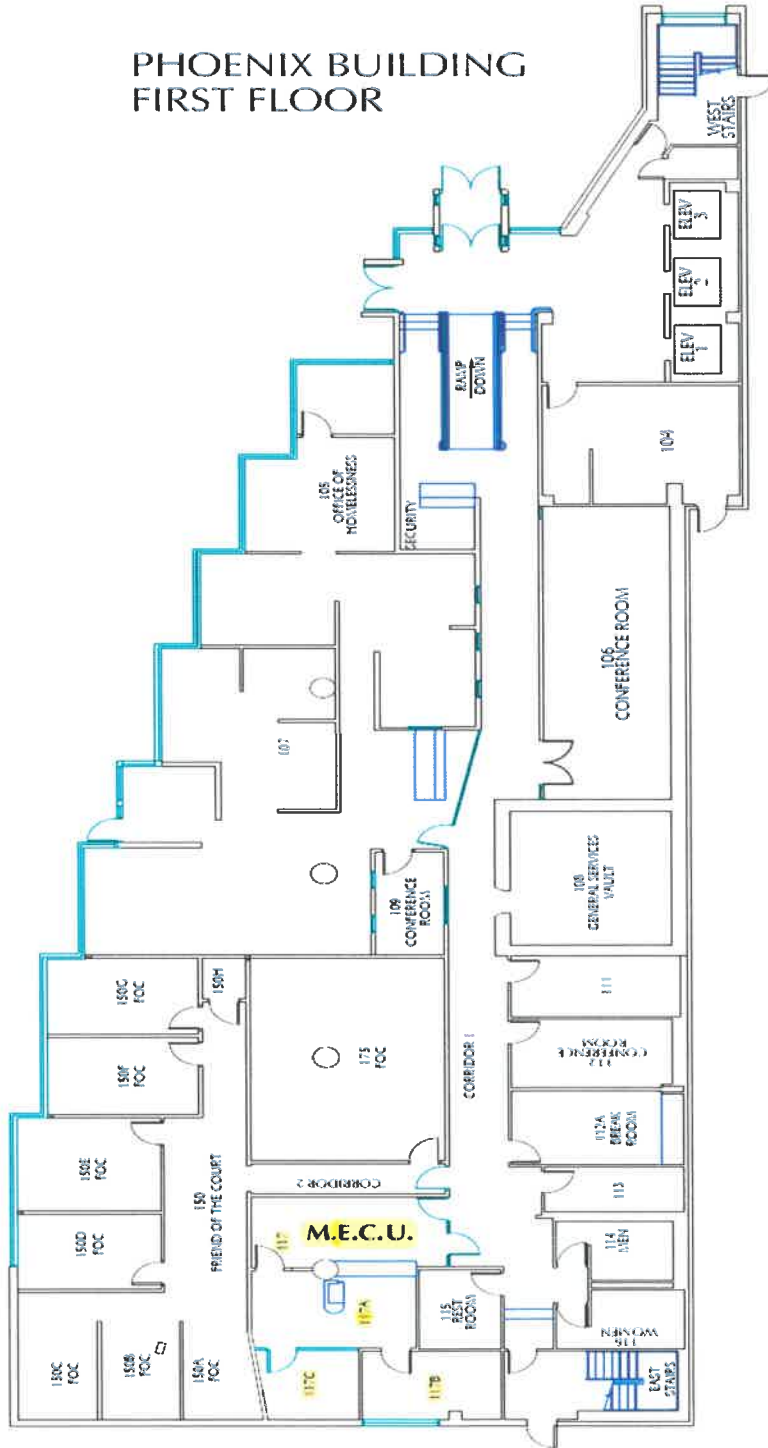 PHOENIX BUILDING
FIRST FLOOR
WEST
STAIRS
ELEV
3
ELEV
2
ELEV
1
RAMP
DOWN
104
105
OFFICE OF
HOMELESSNESS
SECURITY
106
CONFERENCE ROOM
107
108
GENERAL SERVICES
VAULT
109
CONFERENCE
ROOM
150G
FOC
150H
111
150F
FOC
175
FOC
CORRIDOR 1
112
CONFERENCE
ROOM
112A
BREAK
ROOM
150E
FOC
150
FRIEND OF THE COURT
CORRIDOR 2
113
150D
FOC
117
M.E.C.U.
114
MEN
117A
115
REST
ROOM
116
WOMEN
150C
FOC
150B
FOC
150A
FOC
117C
117B
EAST
STAIRS